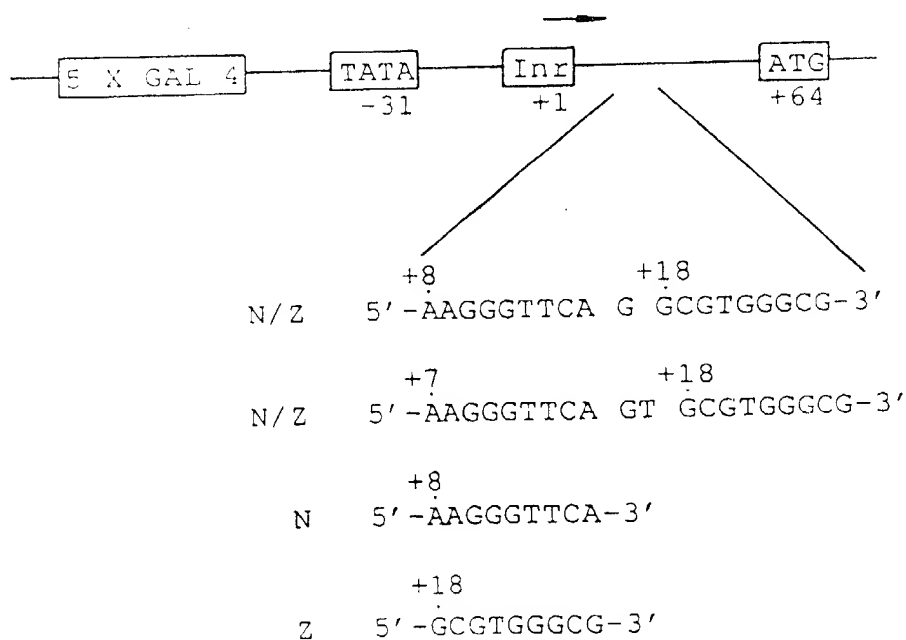 5 X GAL 4 TATA Inr ATG
-31 +1 +64
+8 +18
N/Z 5'-AAGGGTTCA G GCGTGGGCG-3'
+7 +18
N/Z 5'-AAGGGTTCA GT GCGTGGGCG-3'
+8
N 5'-AAGGGTTCA-3'
+18
Z 5'-GCGTGGGCG-3'